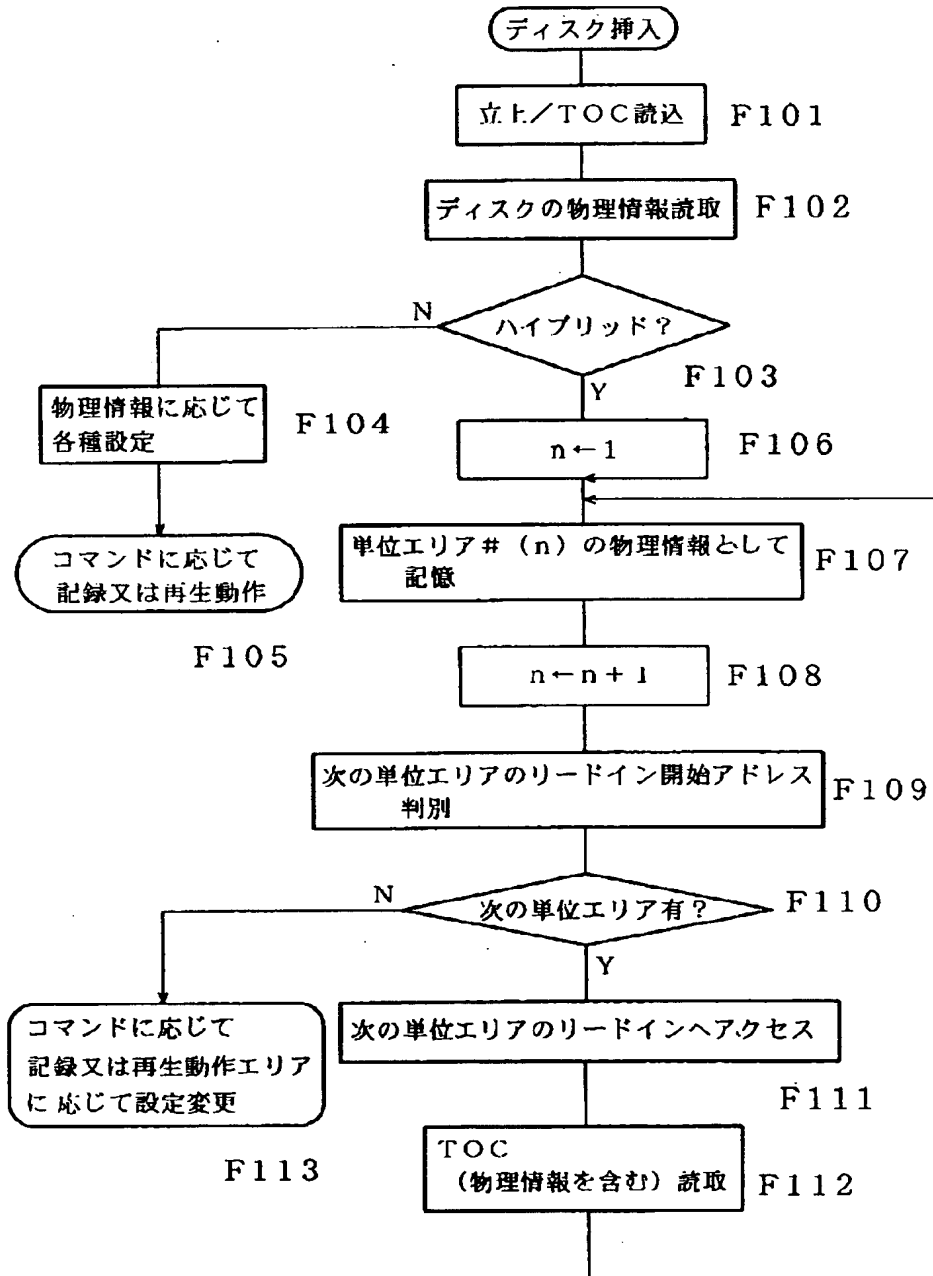 ディスク挿入
立上/TOC読込
F101
ディスクの物理情報読取
F102
ハイブリッド?
N
F103
Y
物理情報に応じて
各種設定
F104
n←1
F106
単位エリア#(n)の物理情報として
記憶
F107
コマンドに応じて
記録又は再生動作
F105
n←n+1
F108
次の単位エリアのリードイン開始アドレス
判別
F109
N
次の単位エリア有?
F110
Y
コマンドに応じて
記録又は再生動作エリア
に応じて設定変更
F113
次の単位エリアのリードインへアクセス
F111
TOC
(物理情報を含む)読取
F112